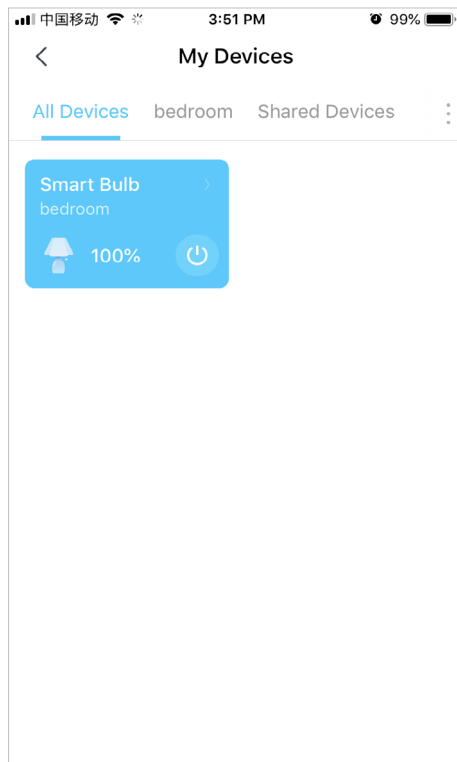 中国移动 3:51 PM 99%
My Devices
All Devices bedroom Shared Devices
Smart Bulb
bedroom
100%